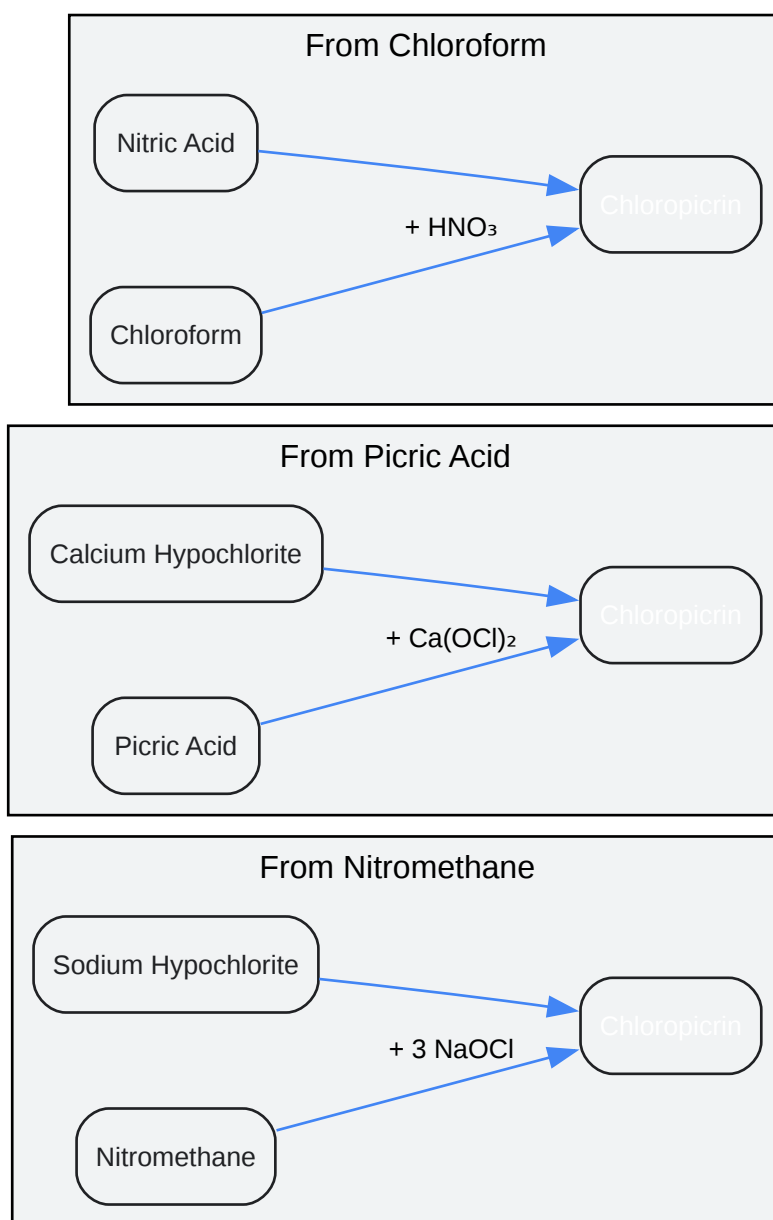 From Chloroform
Nitric Acid
Chloropicrin
+ HNO₃
Chloroform
From Picric Acid
Calcium Hypochlorite
Chloropicrin
+ Ca(OCl)₂
Picric Acid
From Nitromethane
Sodium Hypochlorite
Chloropicrin
+ 3 NaOCl
Nitromethane